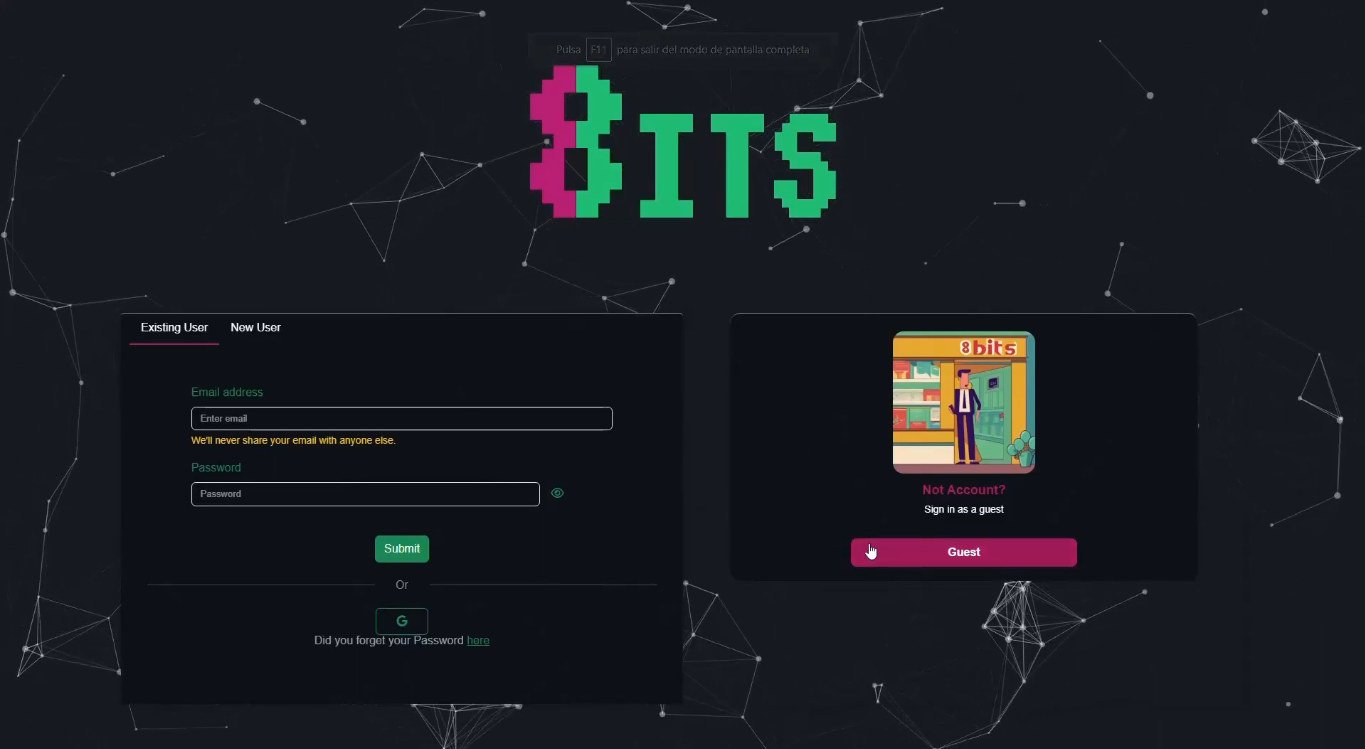 Pulsa F11 para salir del modo de pantalla completa
8ITS
Existing User New User
Email address
Enter email
We'll never share your email with anyone else.
Password
Password
Submit
Or
G
Did you forget your Password here
8bits
Not Account?
Sign in as a guest
Guest